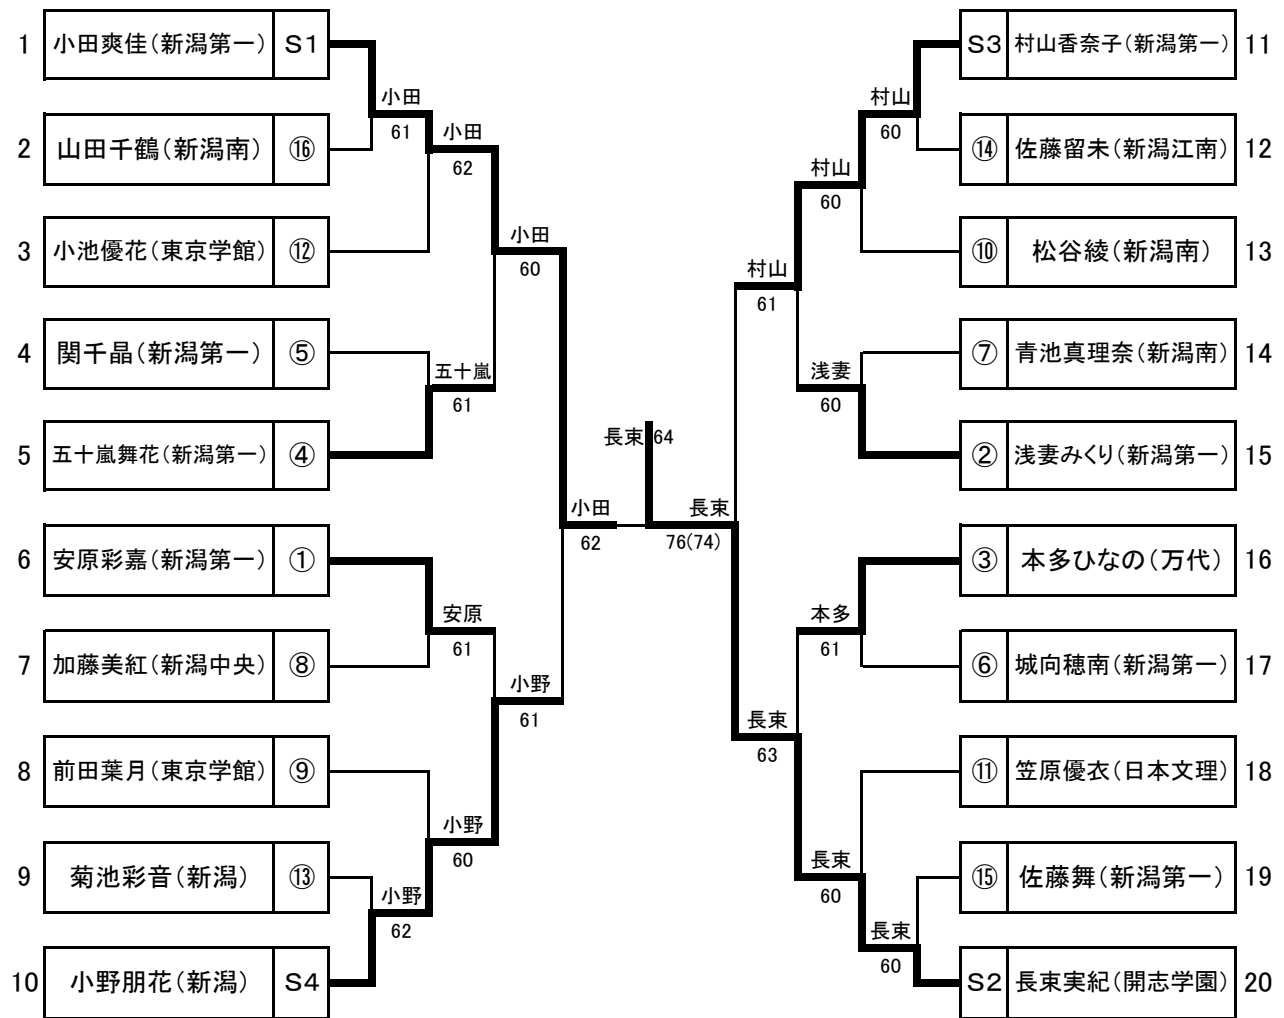 1 小田爽佳(新潟第一) S1
2 山田千鶴(新潟南) ⑯
3 小池優花(東京学館) ⑫
4 関千晶(新潟第一) ⑤
5 五十嵐舞花(新潟第一) ④
6 安原彩嘉(新潟第一) ①
7 加藤美紅(新潟中央) ⑧
8 前田葉月(東京学館) ⑨
9 菊池彩音(新潟) ⑬
10 小野朋花(新潟) S4
小田
61
小田
62
小田
60
五十嵐
61
小田
62
安原
61
小野
61
小野
60
小野
62
長束 64
長束
76(74)
村山
60
村山
60
村山
61
浅妻
60
本多
61
長束
63
長束
60
長束
60
S3 村山香奈子(新潟第一) 11
⑭ 佐藤留未(新潟江南) 12
⑩ 松谷綾(新潟南) 13
⑦ 青池真理奈(新潟南) 14
② 浅妻みくり(新潟第一) 15
③ 本多ひなの(万代) 16
⑥ 城向穂南(新潟第一) 17
⑪ 笠原優衣(日本文理) 18
⑮ 佐藤舞(新潟第一) 19
S2 長束実紀(開志学園) 20